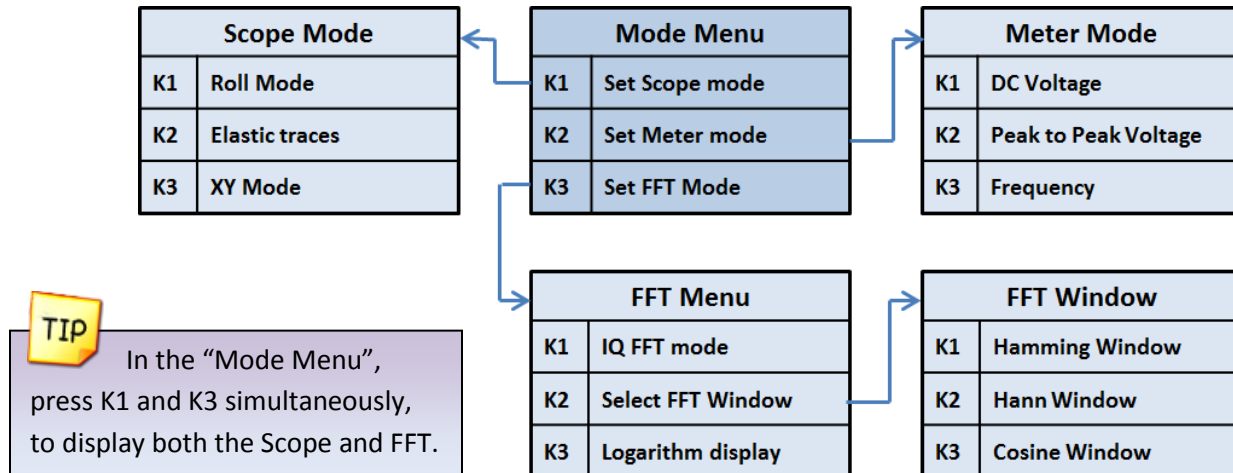 Scope Mode
K1 Roll Mode
K2 Elastic traces
K3 XY Mode
Mode Menu
K1 Set Scope mode
K2 Set Meter mode
K3 Set FFT Mode
Meter Mode
K1 DC Voltage
K2 Peak to Peak Voltage
K3 Frequency
TIP
In the “Mode Menu”,
press K1 and K3 simultaneously,
to display both the Scope and FFT.
FFT Menu
K1 IQ FFT mode
K2 Select FFT Window
K3 Logarithm display
FFT Window
K1 Hamming Window
K2 Hann Window
K3 Cosine Window